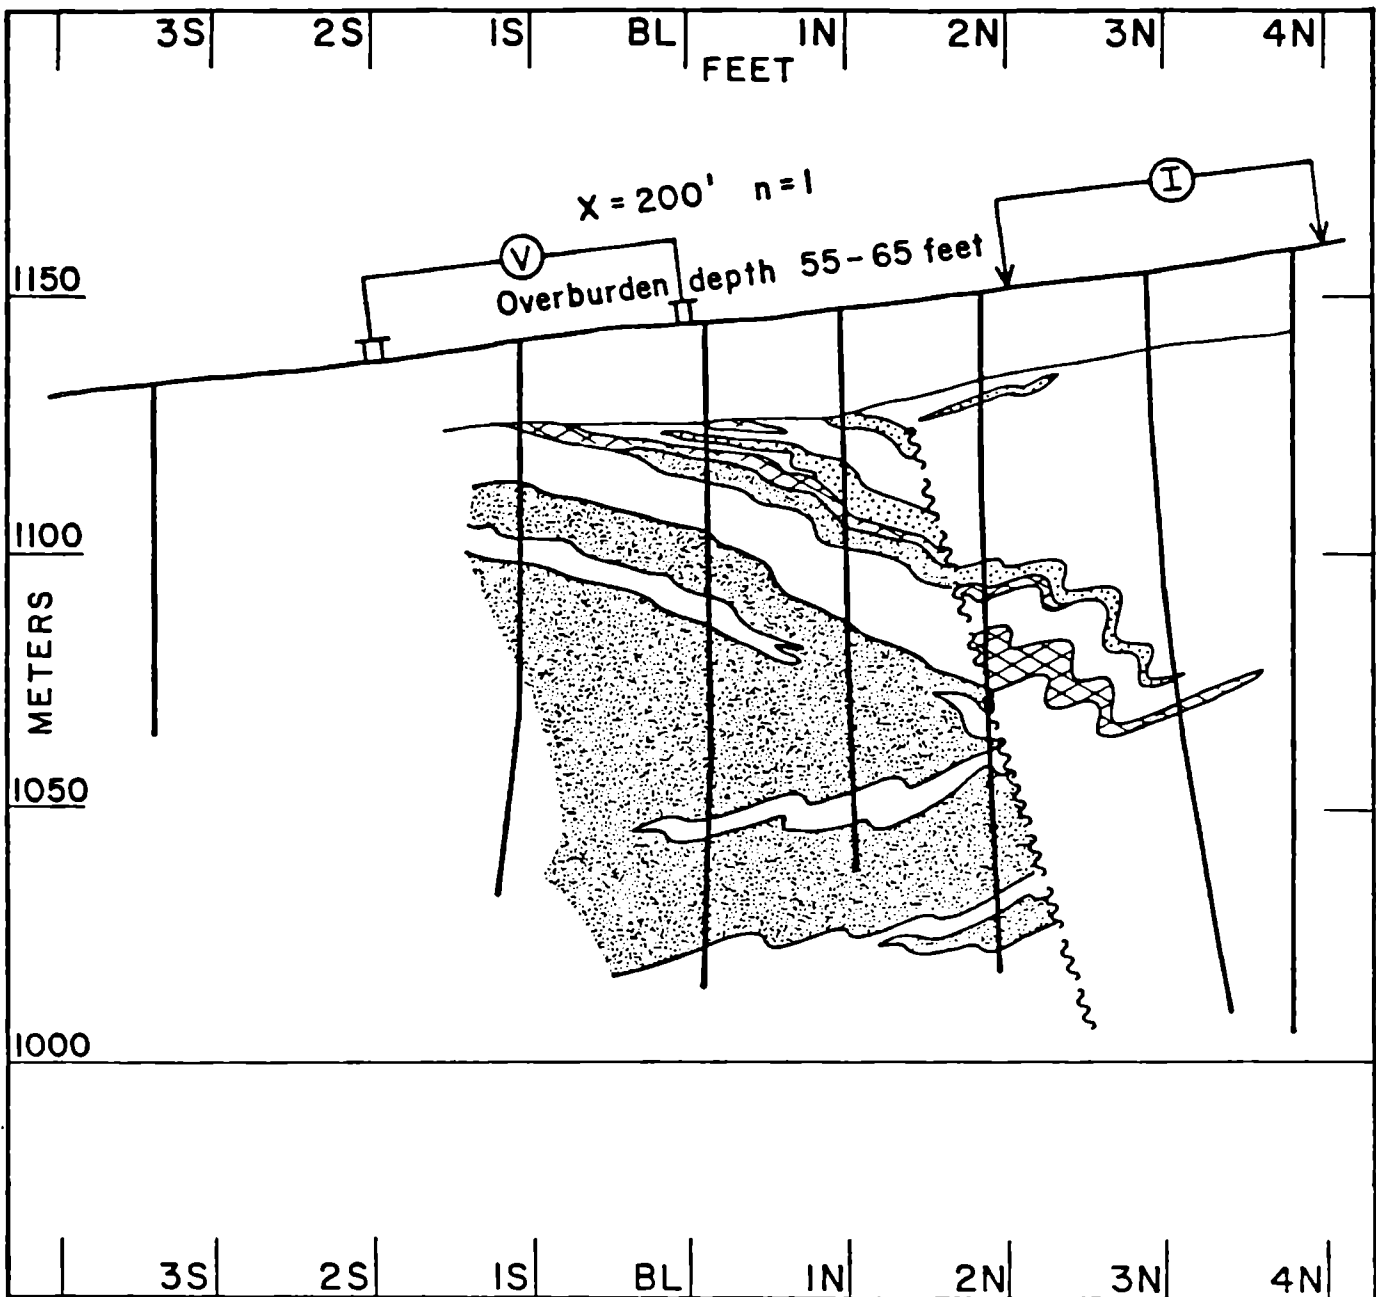 3S 2S 1S BL 1N 2N 3N 4N
FEET
X = 200' n = 1
I
V
Overburden depth 55-65 feet
1150
1100
METERS
1050
1000
3S 2S 1S BL 1N 2N 3N 4N